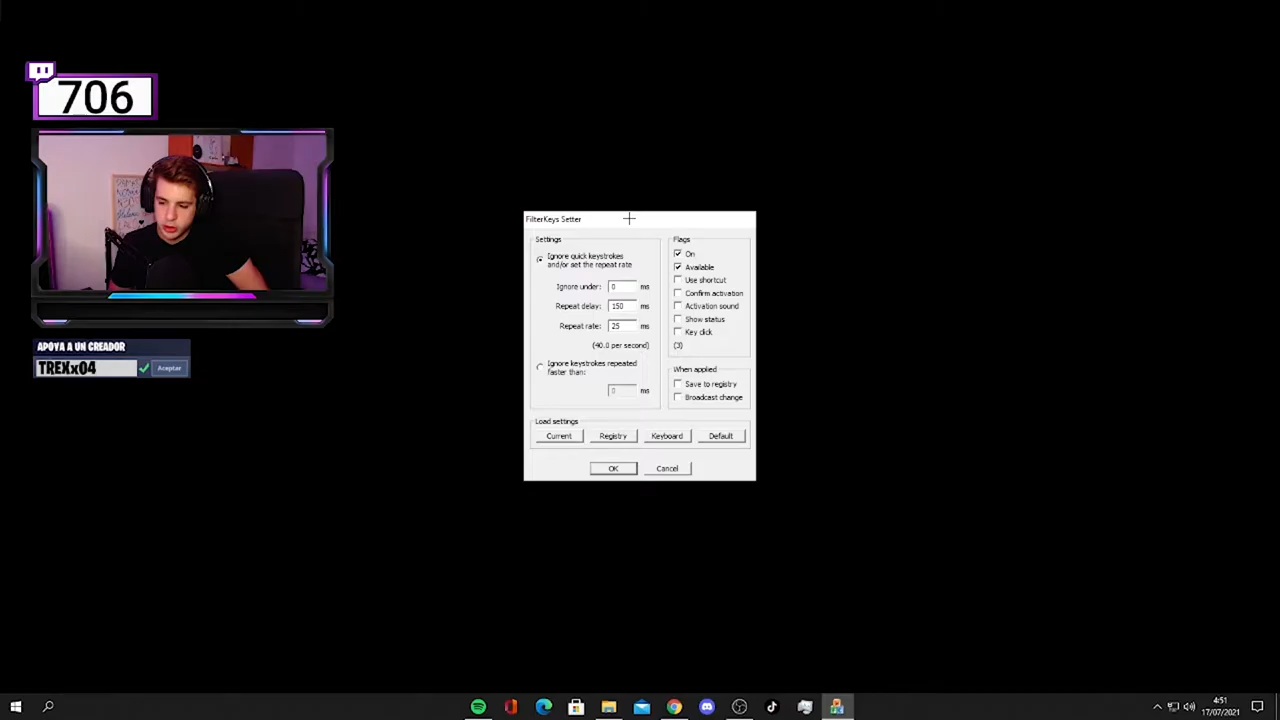 706
APOYA A UN CREADOR
TREXx04
Aceptar
FilterKeys Setter
Settings
Ignore quick keystrokes
and/or set the repeat rate
Ignore under: 0 ms
Repeat delay: 150 ms
Repeat rate: 25 ms
(40.0 per second)
Ignore keystrokes repeated
faster than:
0 ms
Flags
On
Available
Use shortcut
Confirm activation
Activation sound
Show status
Key click
(3)
When applied
Save to registry
Broadcast change
Load settings
Current Registry Keyboard Default
OK Cancel
4:51
17/07/2021